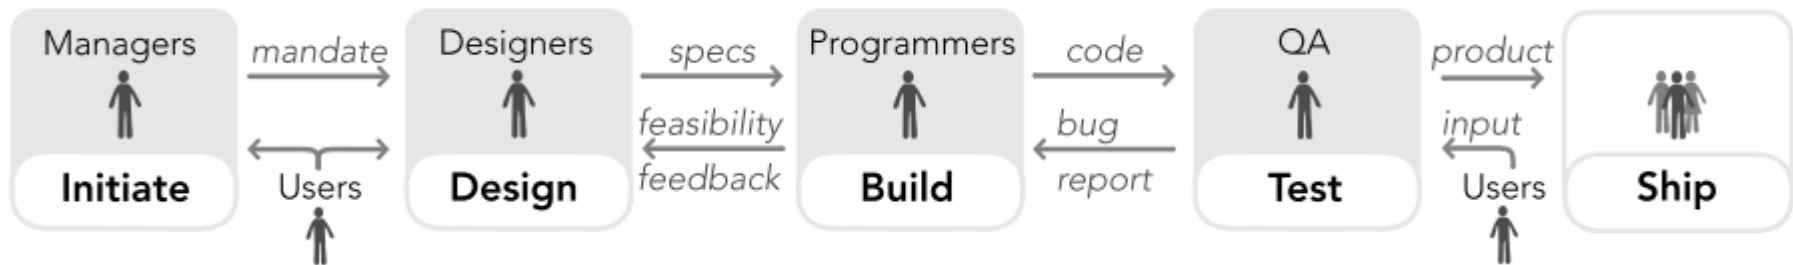 Managers
Initiate
mandate
Users
Designers
Design
specs
feasibility
feedback
Programmers
Build
code
bug
report
QA
Test
product
input
Users
Ship